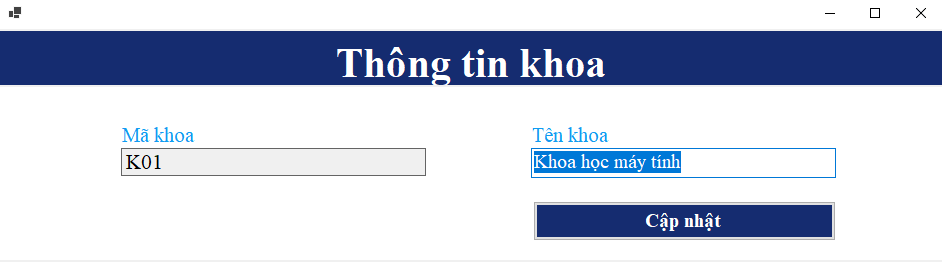 Thông tin khoa
Mã khoa
K01
Tên khoa
Khoa học máy tính
Cập nhật